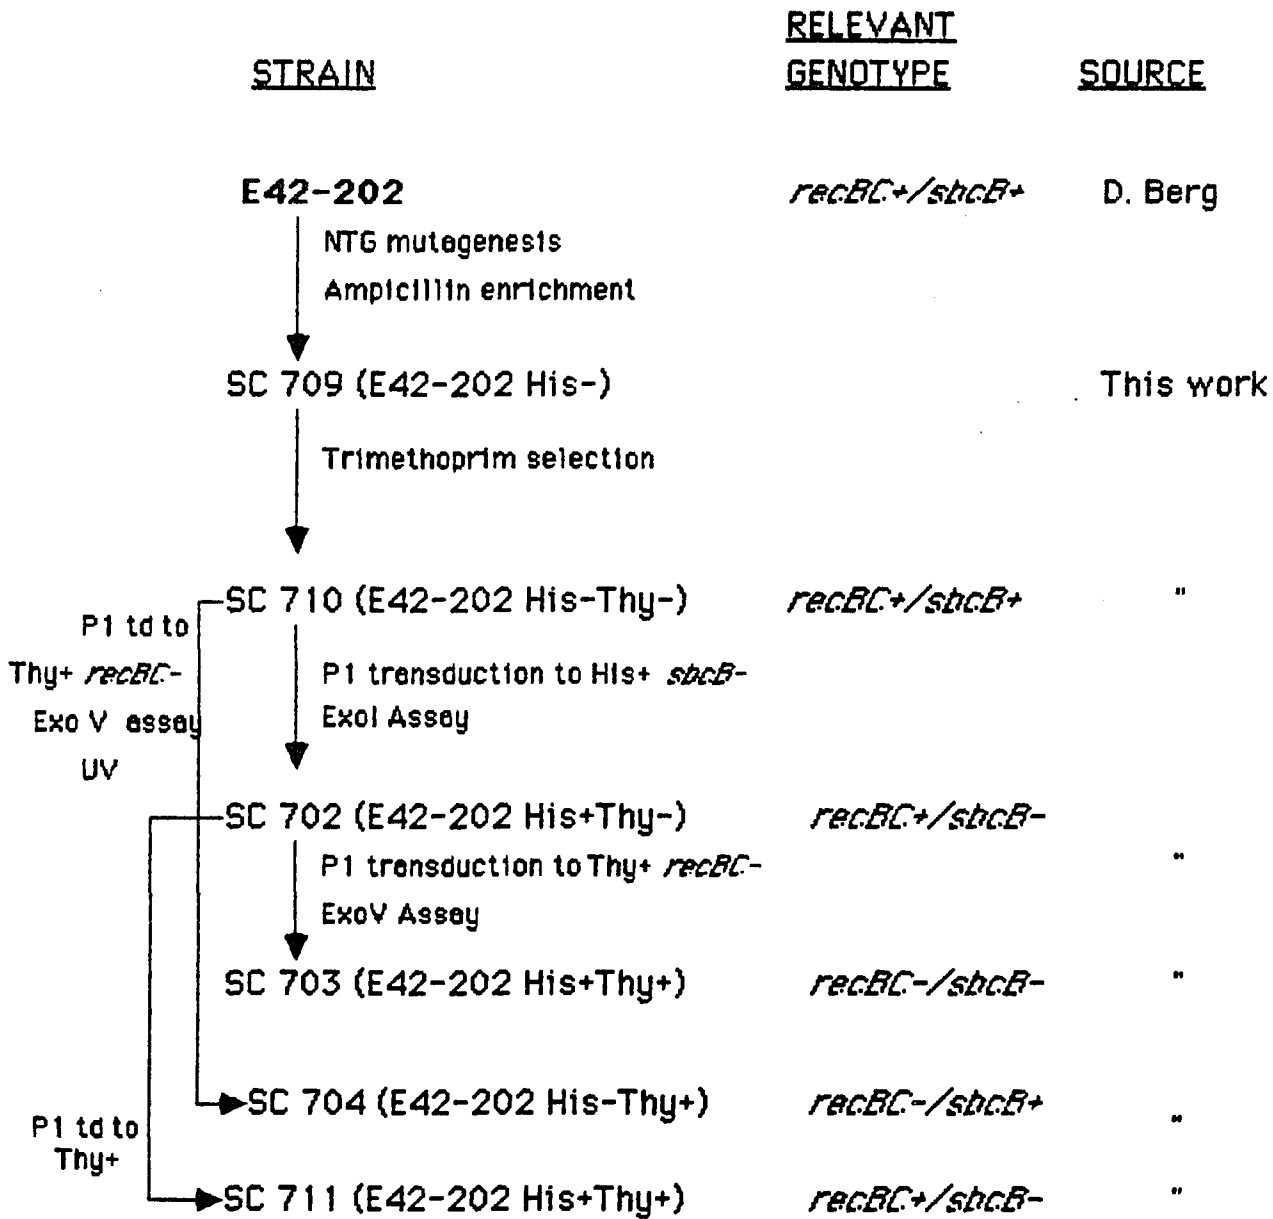 RELEVANT
STRAIN GENOTYPE SOURCE
E42-202 recBC+/sbcB+ D. Berg
NTG mutagenesis
Ampicillin enrichment
SC 709 (E42-202 His-) This work
Trimethoprim selection
SC 710 (E42-202 His-Thy-) recBC+/sbcB+ "
P1 td to
Thy+ recBC-
Exo V assay
UV
P1 transduction to His+ sbcB-
ExoI Assay
SC 702 (E42-202 His+Thy-) recBC+/sbcB-
"
P1 transduction to Thy+ recBC-
ExoV Assay
SC 703 (E42-202 His+Thy+) recBC-/sbcB- "
SC 704 (E42-202 His-Thy+) recBC-/sbcB+ "
P1 td to
Thy+
SC 711 (E42-202 His+Thy+) recBC+/sbcB- "